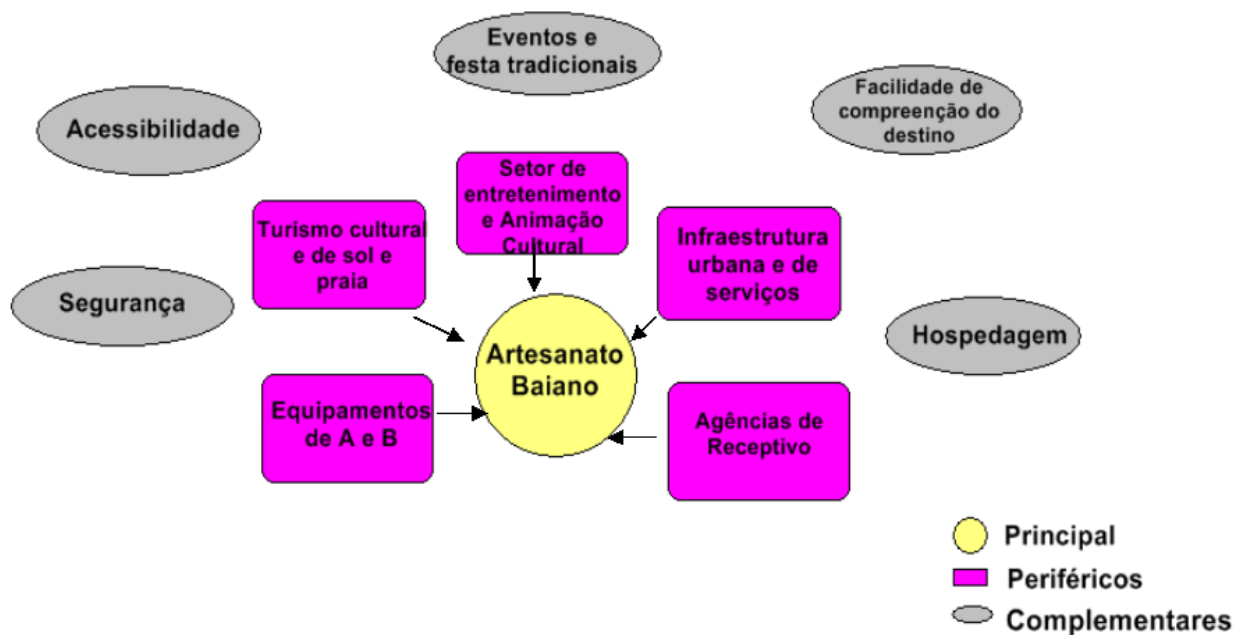 Eventos e
festa tradicionais
Facilidade de
compreenção do
destino
Acessibilidade
Setor de
entretenimento
e Animação
Cultural
Turismo cultural
e de sol e
praia
Infraestrutura
urbana e de
serviços
Segurança
Hospedagem
Artesanato
Baiano
Equipamentos
de A e B
Agências de
Receptivo
Principal
Periféricos
Complementares